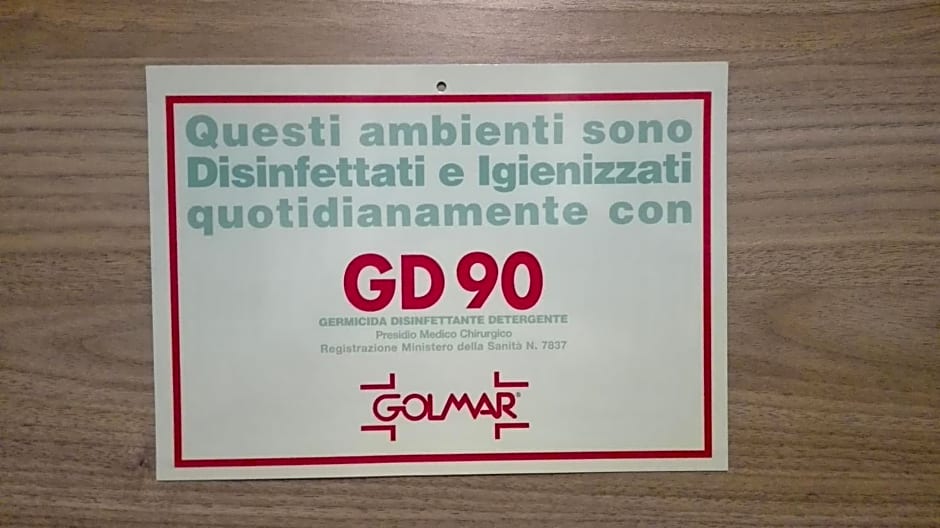 Questi ambienti sono
Disinfettati e Igienizzati
quotidianamente con
GD 90
GERMICIDA DISINFETTANTE DETERGENTE
Presidio Medico Chirurgico
Registrazione Ministero della Sanità N. 7837
GOLMAR®